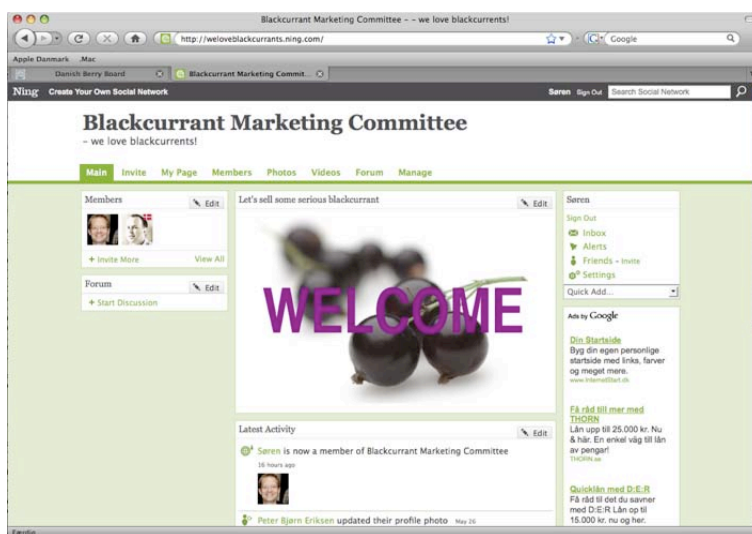 Blackcurrant Marketing Committee – – we love blackcurrents!
http://weloveblackcurrants.ning.com/
Google
Apple Danmark .Mac
Danish Berry Board
Blackcurrant Marketing Commit...
Ning Create Your Own Social Network
Søren Sign Out Search Social Network
Blackcurrant Marketing Committee
– we love blackcurrents!
Main Invite My Page Members Photos Videos Forum Manage
Members
Edit
+ Invite More View All
Forum
Edit
+ Start Discussion
Let's sell some serious blackcurrant
Edit
WELCOME
Latest Activity
Edit
Søren is now a member of Blackcurrant Marketing Committee
16 hours ago
Peter Bjørn Eriksen updated their profile photo May 26
Søren
Sign Out
Inbox
Alerts
Friends – Invite
Settings
Quick Add...
Ads by Google
Din Startside
Byg din egen personlige
startside med links, farver
og meget mere.
www.InternetStart.dk
Få råd till mer med
THORN
Lån upp till 25.000 kr. Nu
& här. En enkel väg till lån
av pengar!
THORN.se
Quicklån med D:E:R
Få råd til det du savner
med D:E:R Lån op til
15.000 kr. nu og her.
Færdig